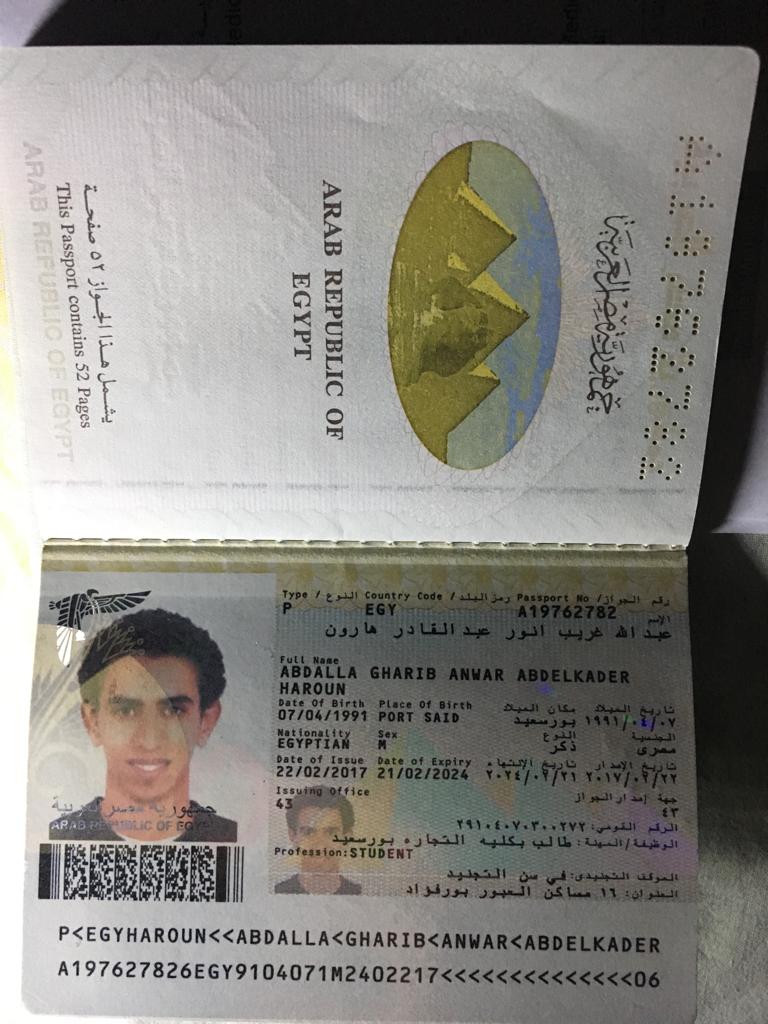 A19762782
جمهورية مصر العربية
ARAB REPUBLIC OF
EGYPT
يشمل هذا الجواز ٥٢ صفحة
This Passport contains 52 Pages
ARAB REPUBLIC OF EGYPT
Type / النوع Country Code / رمز البلد Passport No / رقم الجواز
P EGY A19762782
الإسم
عبد الله غريب انور عبد القادر هارون
Full Name
ABDALLA GHARIB ANWAR ABDELKADER
HAROUN
Date Of Birth Place Of Birth مكان الميلاد تاريخ الميلاد
07/04/1991 PORT SAID بورسعيد ١٩٩١/٠٤/٠٧
Nationality Sex النوع الجنسية
EGYPTIAN M ذكر مصرى
Date of Issue Date of Expiry تاريخ الإنتهاء تاريخ الإصدار
22/02/2017 21/02/2024 ٢٠٢٤/٠٢/٢١ ٢٠١٧/٠٢/٢٢
Issuing Office جهة إصدار الجواز
43 ٤٣
الرقم القومى: ٢٩١٠٤٠٧٠٣٠٠٢٧٢
الوظيفة/المهنة: طالب بكليه التجاره بورسعيد
Profession:STUDENT
الموقف التجنيدى: في سن التجنيد
العنوان: ١٦ مساكن العبور بورفؤاد
جمهورية مصر العربية
ARAB REPUBLIC OF EGYPT
P<EGYHAROUN<<ABDALLA<GHARIB<ANWAR<ABDELKADER
A197627826EGY9104071M2402217<<<<<<<<<<<<<<06